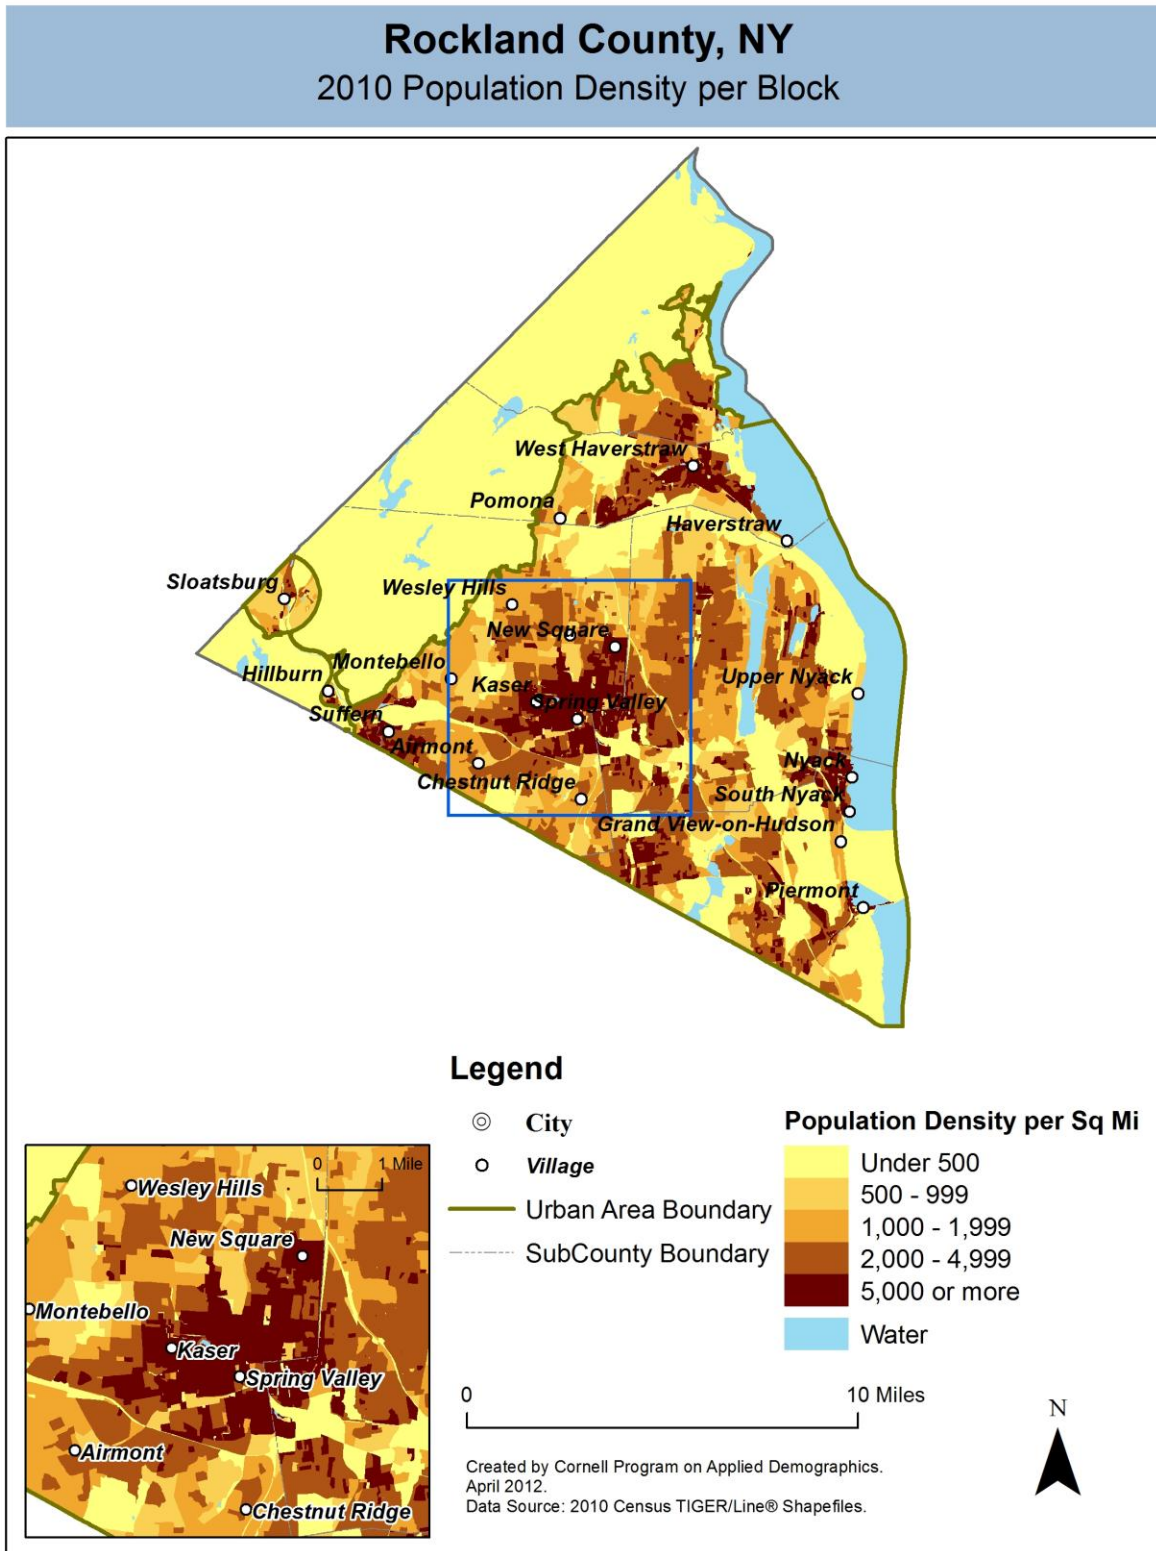 Rockland County, NY
2010 Population Density per Block
West Haverstraw
Pomona
Haverstraw
Sloatsburg
Wesley Hills
New Square
Montebello
Hillburn
Kaser
Upper Nyack
Spring Valley
Suffern
Airmont
Nyack
Chestnut Ridge
South Nyack
Grand View-on-Hudson
Piermont
Legend
City
Village
Urban Area Boundary
SubCounty Boundary
Population Density per Sq Mi
Under 500
500 - 999
1,000 - 1,999
2,000 - 4,999
5,000 or more
Water
0 1 Mile
Wesley Hills
New Square
Montebello
Kaser
Spring Valley
Airmont
Chestnut Ridge
0 10 Miles
N
Created by Cornell Program on Applied Demographics.
April 2012.
Data Source: 2010 Census TIGER/Line® Shapefiles.